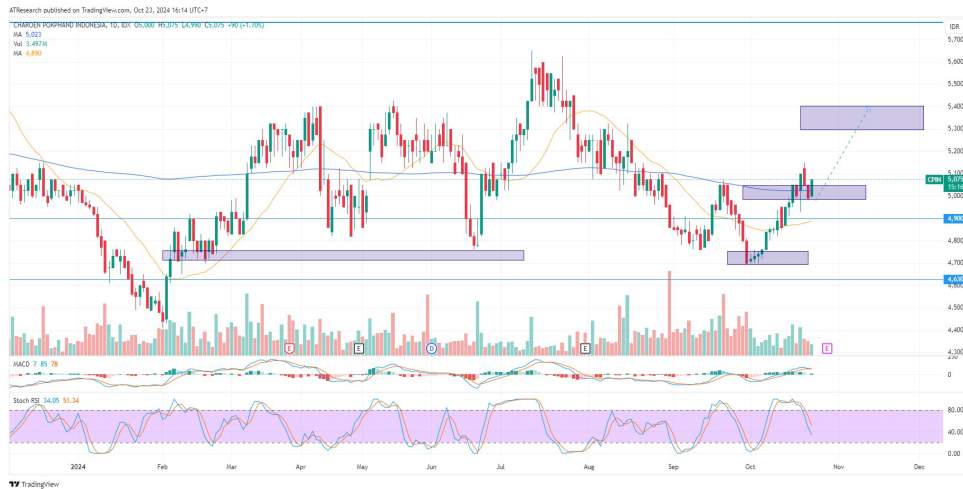 ATResearch published on TradingView.com, Oct 23, 2024 16:14 UTC+7
CHAROEN POKPHAND INDONESIA, 1D, IDX O5,000 H5,075 L4,990 C5,075 +90 (+1.70%)
IDR
MA 5,023
Vol 3.497M
MA 4,890
5,700
5,600
5,500
5,400
5,300
5,200
5,100
CPIN 5,075
15:16
5,000
4,900
4,800
4,700
4,630
4,600
4,500
4,400
4,300
E E D E E
MACD 7 85 78
0
Stoch RSI 34.05 51.34
80.00
40.00
0.00
2024 Feb Mar Apr May Jun Jul Aug Sep Oct Nov Dec
TradingView